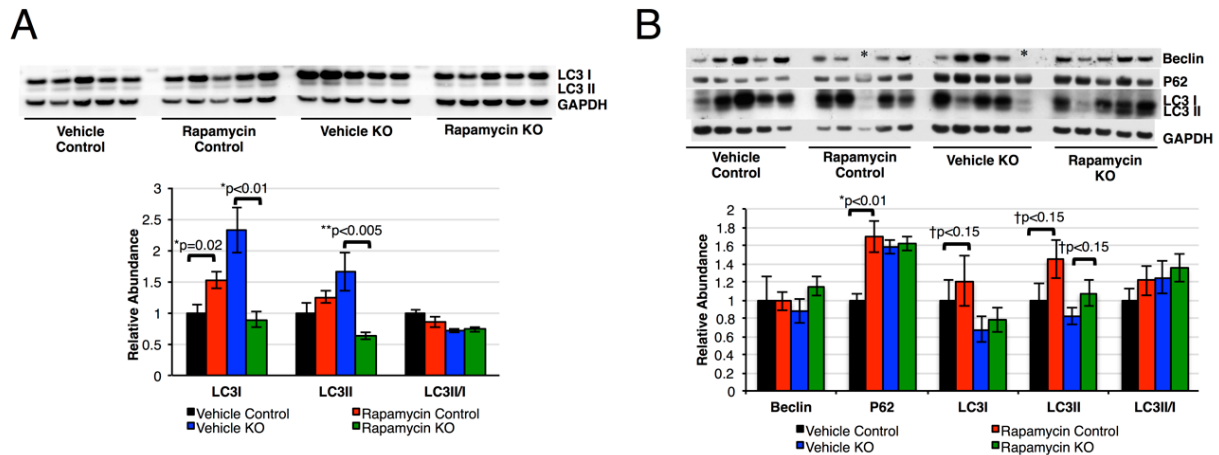 A
LC3 I
LC3 II
GAPDH
Vehicle Control
Rapamycin Control
Vehicle KO
Rapamycin KO
Relative Abundance
3
2.5
2
1.5
1
0.5
0
*p=0.02
*p<0.01
**p<0.005
LC3I
LC3II
LC3II/I
Vehicle Control
Rapamycin Control
Vehicle KO
Rapamycin KO
B
*
*
Beclin
P62
LC3 I
LC3 II
GAPDH
Vehicle Control
Rapamycin Control
Vehicle KO
Rapamycin KO
Relative Abundance
2
1.8
1.6
1.4
1.2
1
0.8
0.6
0.4
0.2
0
*p<0.01
†p<0.15
†p<0.15
†p<0.15
Beclin
P62
LC3I
LC3II
LC3II/I
Vehicle Control
Rapamycin Control
Vehicle KO
Rapamycin KO